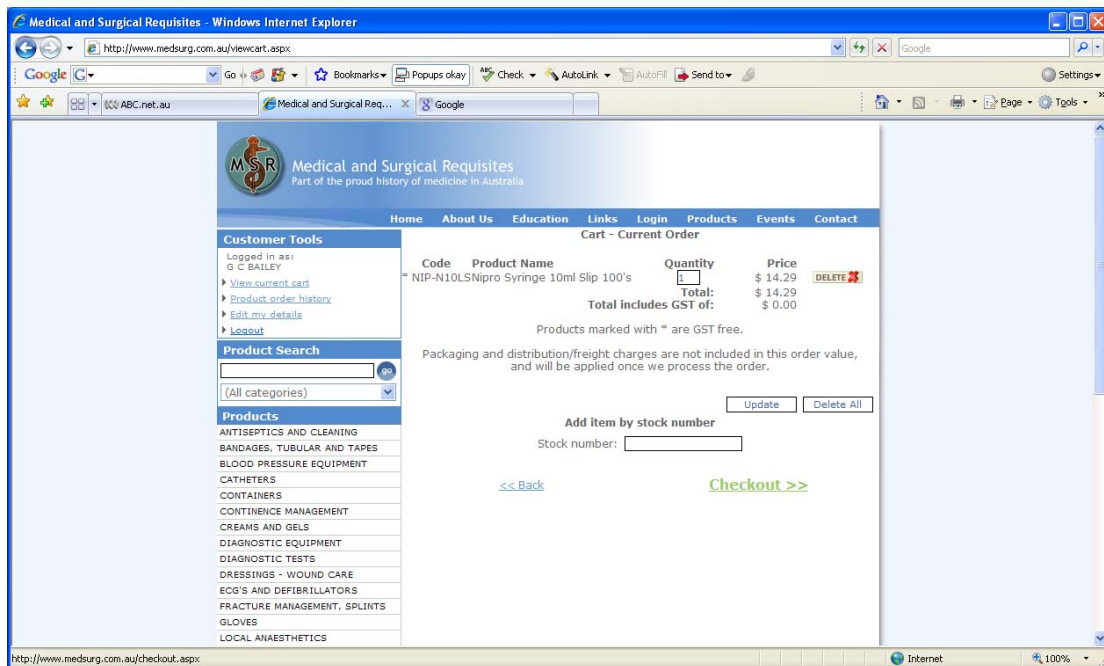 Medical and Surgical Requisites - Windows Internet Explorer
http://www.medsurg.com.au/viewcart.aspx
Google
Google G
Go
Bookmarks
Popups okay
ABC Check
AutoLink
AutoFill
Send to
Settings
ABC.net.au
Medical and Surgical Req... X
Google
Page
Tools
MSR
Medical and Surgical Requisites
Part of the proud history of medicine in Australia
Home About Us Education Links Login Products Events Contact
Customer Tools
Logged in as:
G C BAILEY
View current cart
Product order history
Edit my details
Logout
Product Search
go
(All categories)
Products
ANTISEPTICS AND CLEANING
BANDAGES, TUBULAR AND TAPES
BLOOD PRESSURE EQUIPMENT
CATHETERS
CONTAINERS
CONTINENCE MANAGEMENT
CREAMS AND GELS
DIAGNOSTIC EQUIPMENT
DIAGNOSTIC TESTS
DRESSINGS - WOUND CARE
ECG'S AND DEFIBRILLATORS
FRACTURE MANAGEMENT, SPLINTS
GLOVES
LOCAL ANAESTHETICS
Cart - Current Order
Code Product Name Quantity Price
* NIP-N10LSNipro Syringe 10ml Slip 100's 1 $ 14.29 DELETE
Total: $ 14.29
Total includes GST of: $ 0.00
Products marked with * are GST free.
Packaging and distribution/freight charges are not included in this order value,
and will be applied once we process the order.
Update Delete All
Add item by stock number
Stock number:
<< Back Checkout >>
http://www.medsurg.com.au/checkout.aspx
Internet
100%